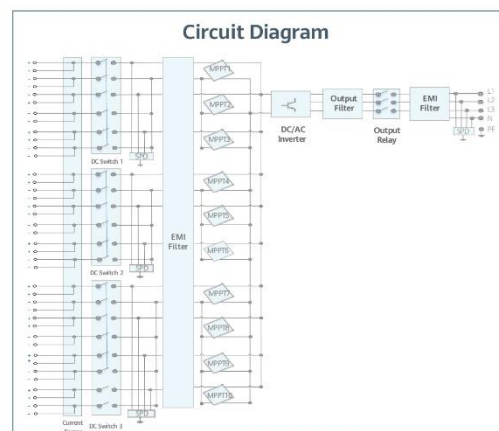 Circuit Diagram
MPPT1
MPPT2
MPPT3
SPD
DC Switch 1
MPPT4
MPPT5
MPPT6
EMI
Filter
SPD
DC Switch 2
MPPT7
MPPT8
MPPT9
MPPT10
SPD
Current
DC Switch 3
DC/AC
Inverter
Output
Filter
Output
Relay
EMI
Filter
L1
L2
L3
N
PE
SPD